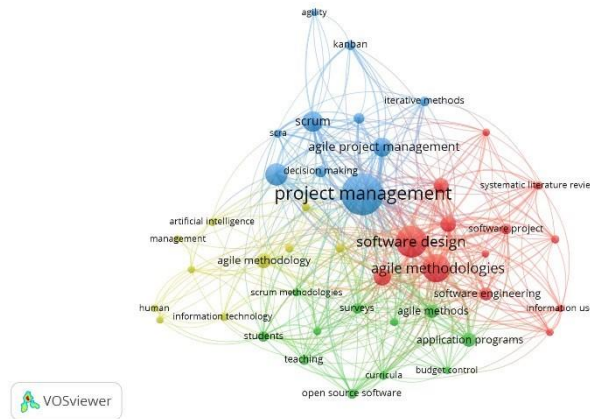 agility
kanban
iterative methods
scrum
scra
agile project management
decision making
systematic literature revie
project management
artificial intelligence
software project
management
software design
agile methodology
agile methodologies
scrum methodologies
software engineering
human
information technology
surveys
agile methods
information use
students
application programs
teaching
budget control
curricula
open source software
VOSviewer